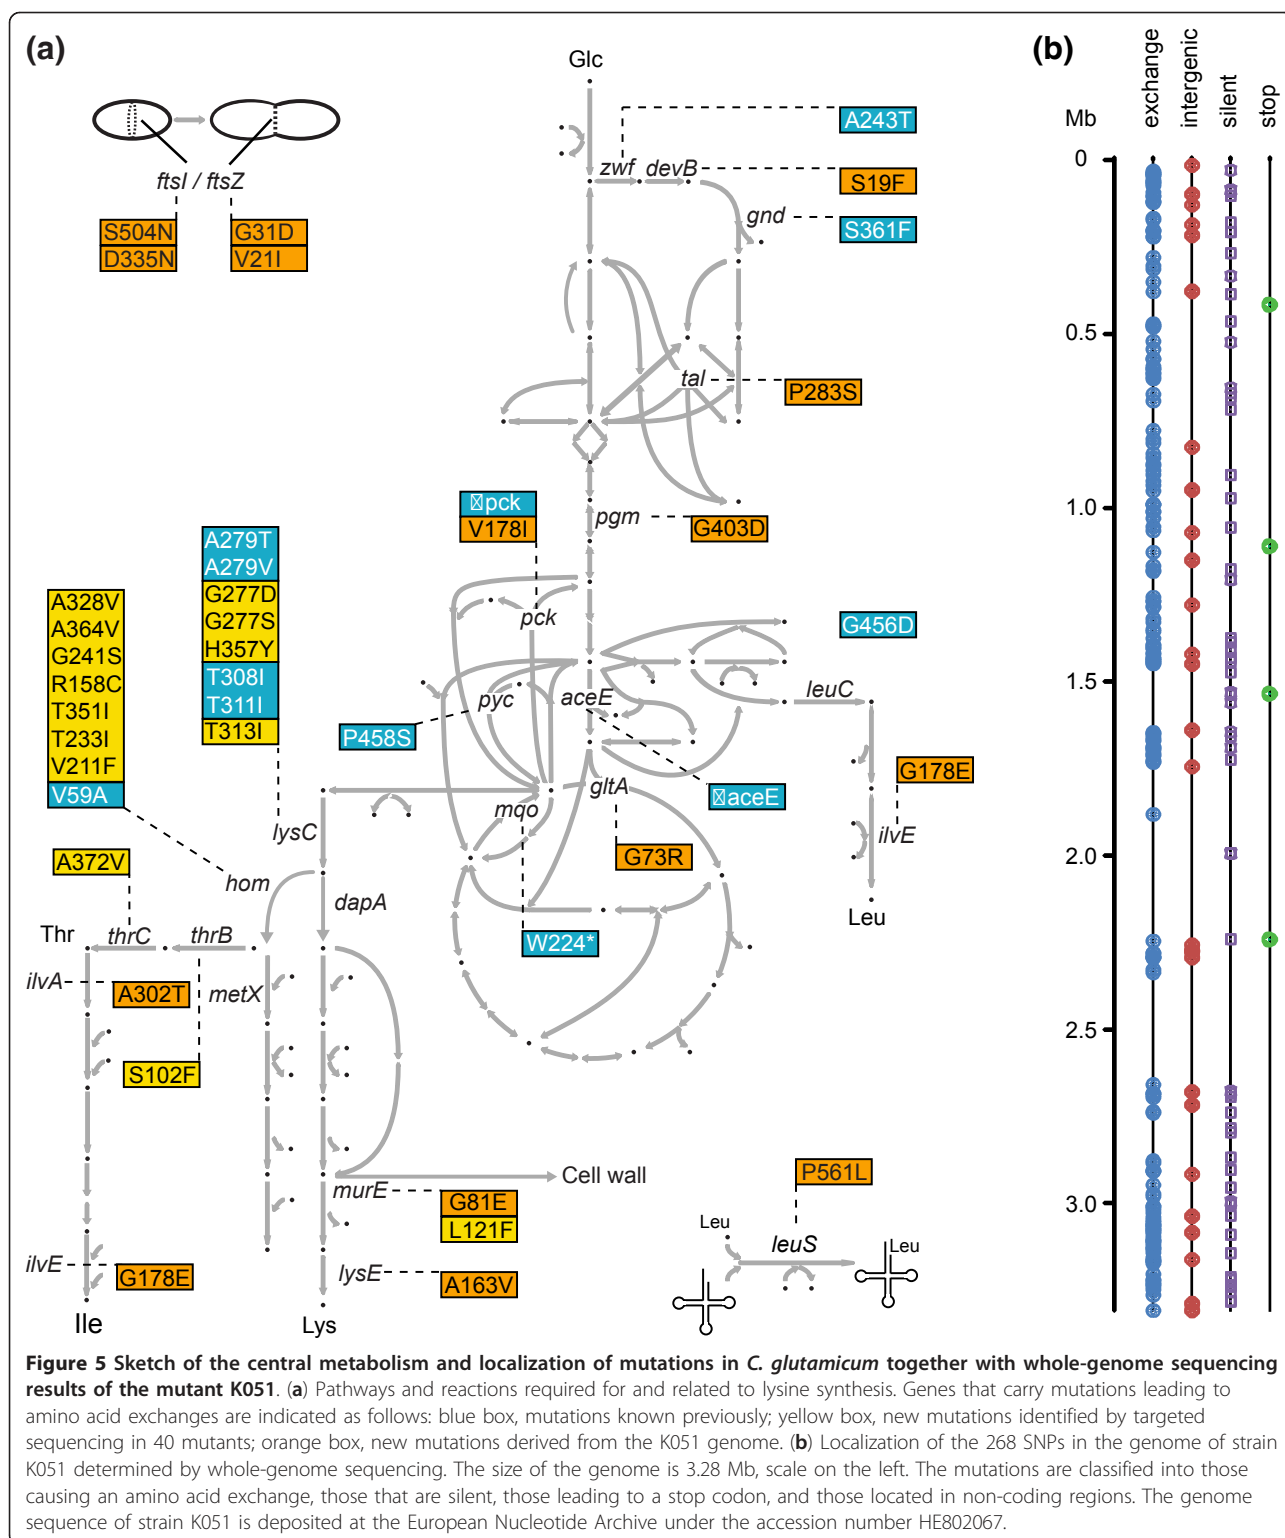 (a)
Glc
ftsI / ftsZ
S504N
D335N
G31D
V21I
zwf
devB
gnd
A243T
S19F
S361F
tal
P283S
pck
V178I
pgm
G403D
A279T
A279V
G277D
G277S
H357Y
T308I
T311I
T313I
A328V
A364V
G241S
R158C
T351I
T233I
V211F
V59A
pck
G456D
pyc
aceE
leuC
P458S
aceE
G178E
gltA
mqo
ilvE
lysC
G73R
A372V
hom
dapA
Leu
W224*
Thr
thrC
thrB
ilvA
A302T
metX
S102F
murE
Cell wall
G81E
L121F
P561L
Leu
leuS
Leu
ilvE
G178E
lysE
A163V
Ile
Lys
(b)
Mb
exchange
intergenic
silent
stop
0
0.5
1.0
1.5
2.0
2.5
3.0
Figure 5 Sketch of the central metabolism and localization of mutations in C. glutamicum together with whole-genome sequencing
results of the mutant K051. (a) Pathways and reactions required for and related to lysine synthesis. Genes that carry mutations leading to
amino acid exchanges are indicated as follows: blue box, mutations known previously; yellow box, new mutations identified by targeted
sequencing in 40 mutants; orange box, new mutations derived from the K051 genome. (b) Localization of the 268 SNPs in the genome of strain
K051 determined by whole-genome sequencing. The size of the genome is 3.28 Mb, scale on the left. The mutations are classified into those
causing an amino acid exchange, those that are silent, those leading to a stop codon, and those located in non-coding regions. The genome
sequence of strain K051 is deposited at the European Nucleotide Archive under the accession number HE802067.